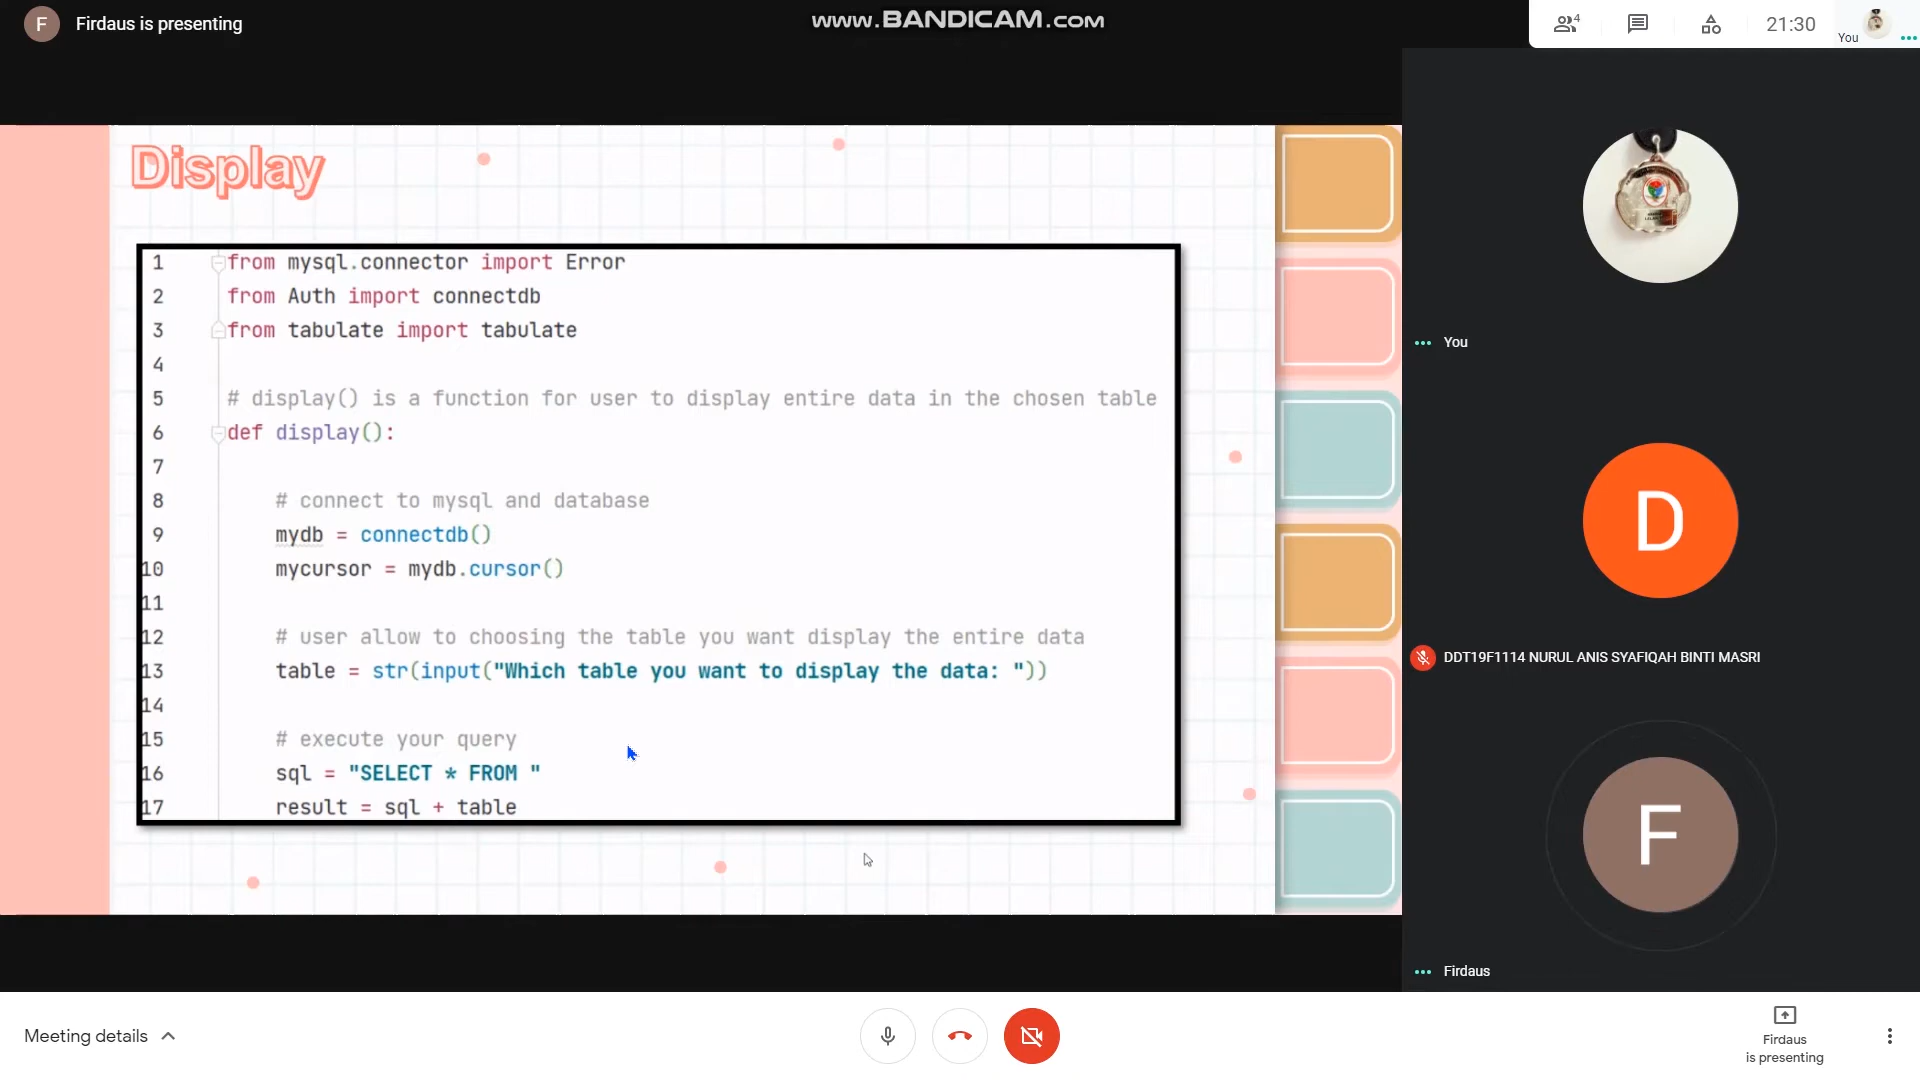 F
Firdaus is presenting
www.BANDICAM.com
4
21:30
You
Display
1 from mysql.connector import Error
2 from Auth import connectdb
3 from tabulate import tabulate
4
5 # display() is a function for user to display entire data in the chosen table
6 def display():
7
8 # connect to mysql and database
9 mydb = connectdb()
10 mycursor = mydb.cursor()
11
12 # user allow to choosing the table you want display the entire data
13 table = str(input("Which table you want to display the data: "))
14
15 # execute your query
16 sql = "SELECT * FROM "
17 result = sql + table
You
D
DDT19F1114 NURUL ANIS SYAFIQAH BINTI MASRI
F
Firdaus
Meeting details
Firdaus
is presenting